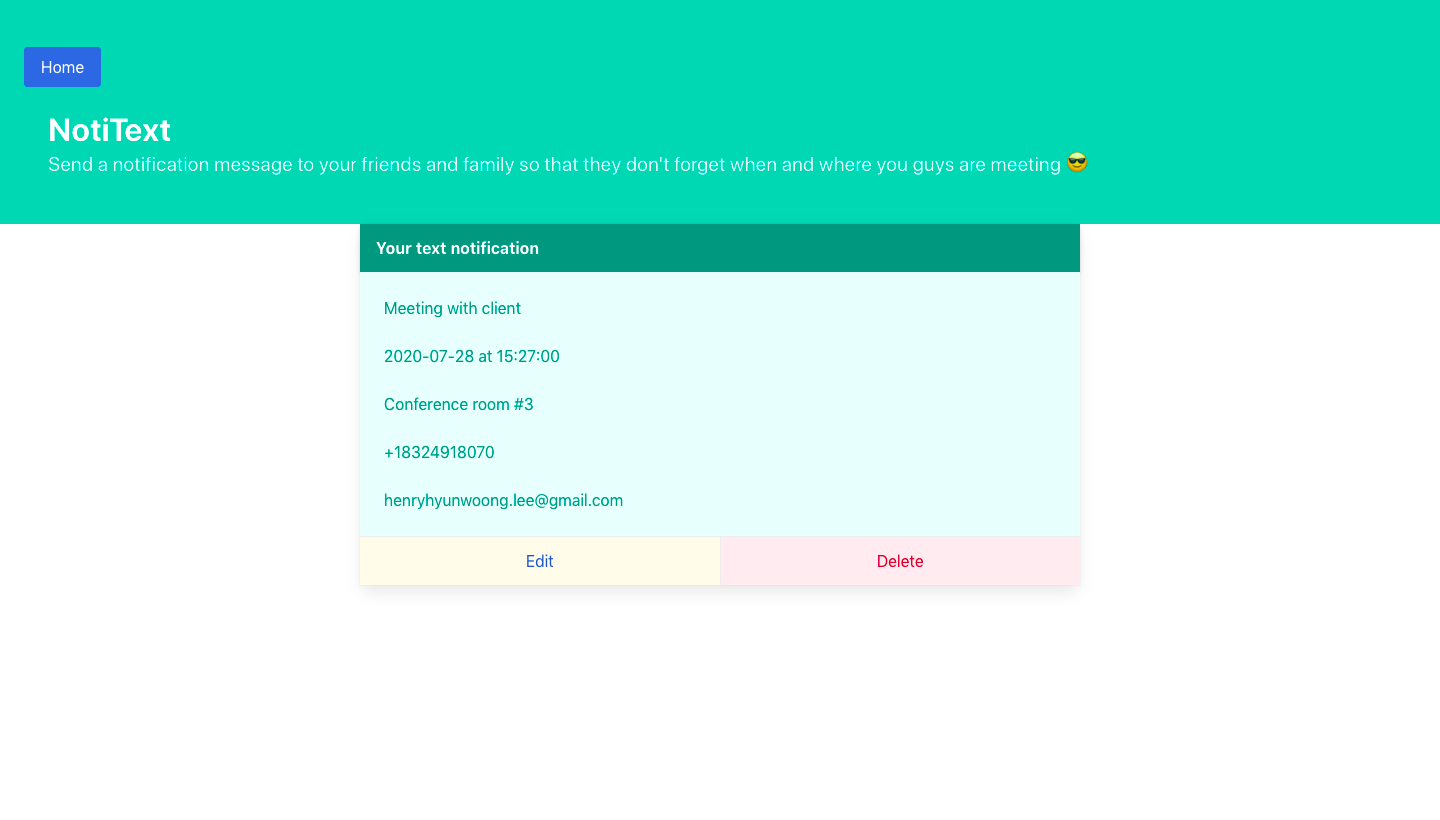 Home
NotiText
Send a notification message to your friends and family so that they don't forget when and where you guys are meeting 😎
Your text notification
Meeting with client
2020-07-28 at 15:27:00
Conference room #3
+18324918070
henryhyunwoong.lee@gmail.com
Edit
Delete